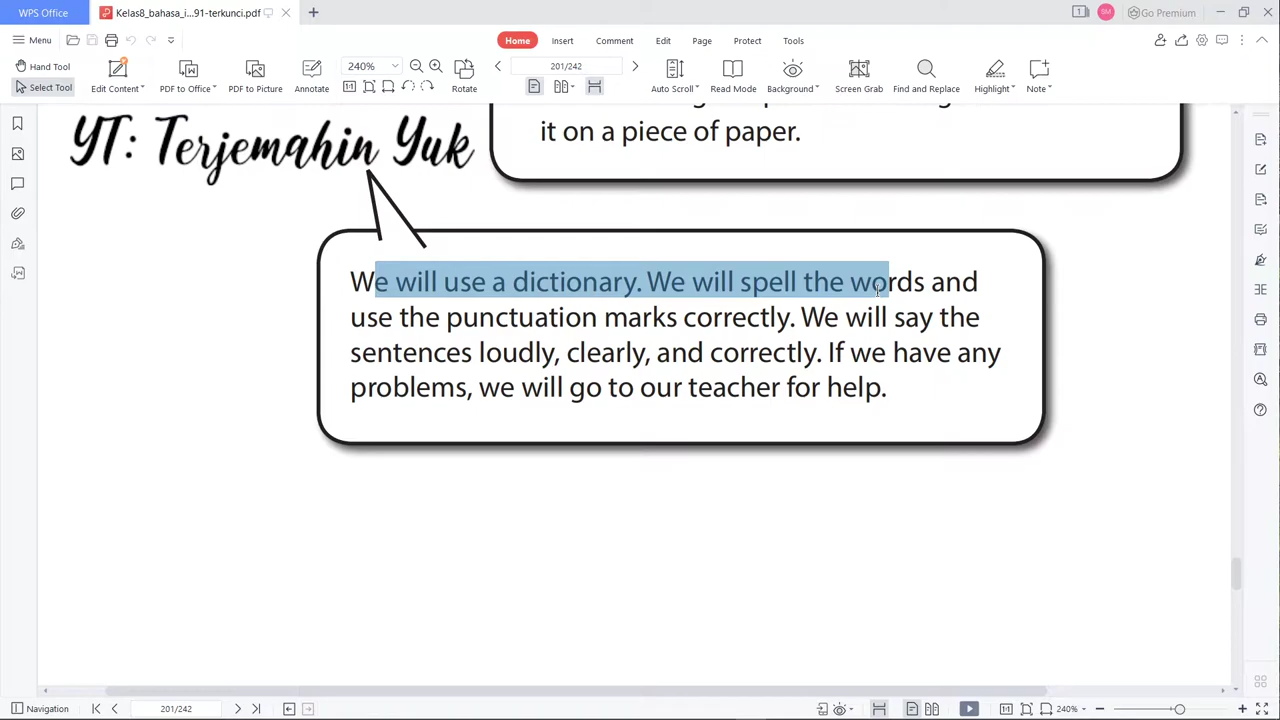 WPS Office
Kelas8_bahasa_i...91-terkunci.pdf
SM
Go Premium
Menu
Home
Insert
Comment
Edit
Page
Protect
Tools
Hand Tool
Select Tool
Edit Content
PDF to Office
PDF to Picture
Annotate
240%
Rotate
201/242
Auto Scroll
Read Mode
Background
Screen Grab
Find and Replace
Highlight
Note
YT: Terjemahin Yuk
it on a piece of paper.
We will use a dictionary. We will spell the words and
use the punctuation marks correctly. We will say the
sentences loudly, clearly, and correctly. If we have any
problems, we will go to our teacher for help.
Navigation
201/242
240%